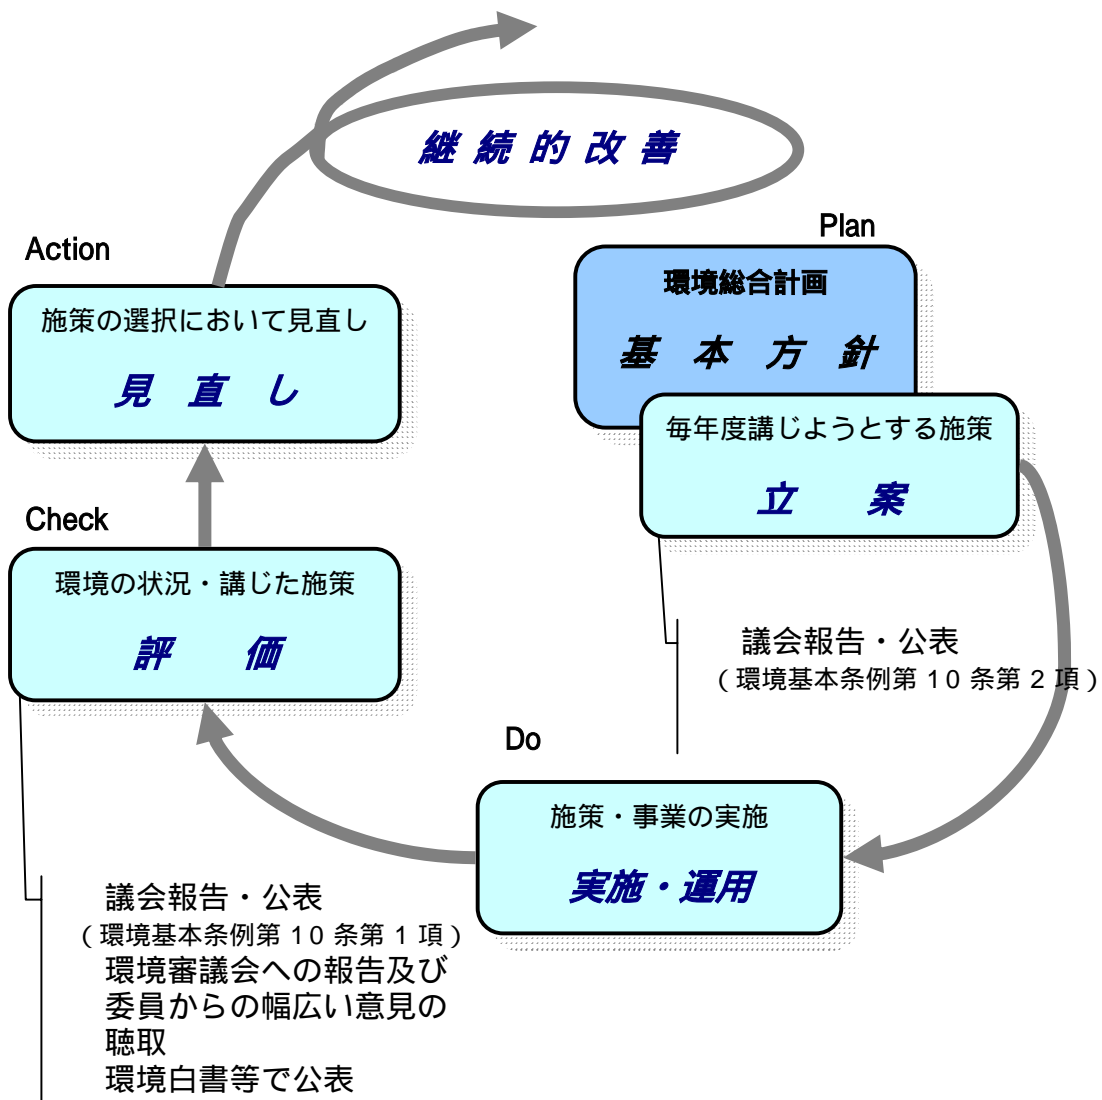 継続的改善
Plan
環境総合計画
基本方針
毎年度講じようとする施策
立案
議会報告・公表
（環境基本条例第１０条第２項）
Do
施策・事業の実施
実施・運用
Check
環境の状況・講じた施策
評価
議会報告・公表
（環境基本条例第１０条第１項）
環境審議会への報告及び
委員からの幅広い意見の
聴取
環境白書等で公表
Action
施策の選択において見直し
見直し